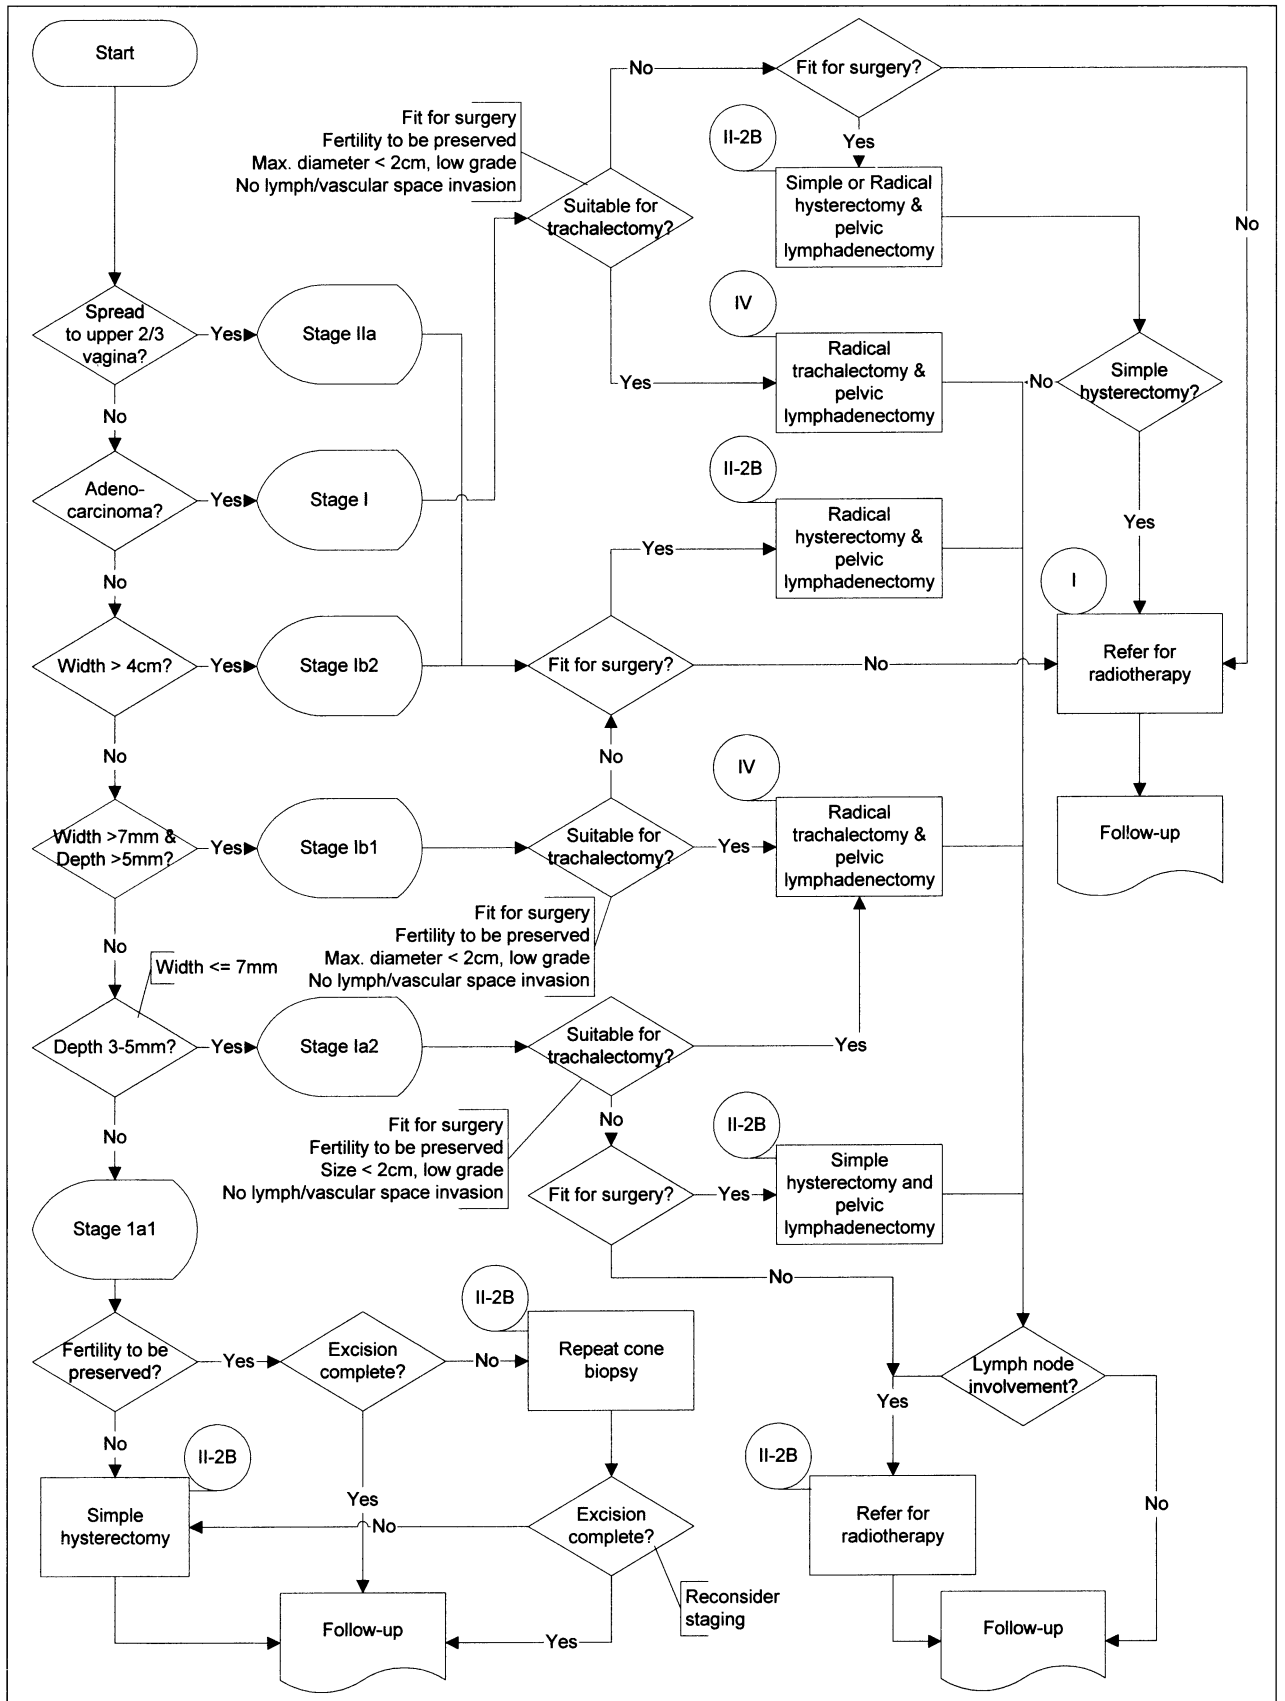 Start
Spread
to upper 2/3
vagina?
Yes
Stage IIa
No
Adeno-
carcinoma?
Yes
Stage I
No
Width > 4cm?
Yes
Stage Ib2
No
Width >7mm &
Depth >5mm?
Yes
Stage Ib1
No
Width <= 7mm
Depth 3-5mm?
Yes
Stage Ia2
No
Stage 1a1
Fertility to be
preserved?
Yes
No
II-2B
Simple
hysterectomy
Excision
complete?
No
Yes
II-2B
Repeat cone
biopsy
Excision
complete?
No
Yes
Reconsider
staging
Follow-up
Fit for surgery
Fertility to be preserved
Max. diameter < 2cm, low grade
No lymph/vascular space invasion
Suitable for
trachalectomy?
No
Yes
Fit for surgery?
Yes
No
II-2B
Simple or Radical
hysterectomy &
pelvic
lymphadenectomy
IV
Radical
trachalectomy &
pelvic
lymphadenectomy
Simple
hysterectomy?
No
Yes
II-2B
Radical
hysterectomy &
pelvic
lymphadenectomy
Yes
Fit for surgery?
No
I
Refer for
radiotherapy
Follow-up
No
Suitable for
trachalectomy?
Yes
IV
Radical
trachalectomy &
pelvic
lymphadenectomy
Fit for surgery
Fertility to be preserved
Max. diameter < 2cm, low grade
No lymph/vascular space invasion
Suitable for
trachalectomy?
Yes
No
Fit for surgery
Fertility to be preserved
Size < 2cm, low grade
No lymph/vascular space invasion
Fit for surgery?
Yes
No
II-2B
Simple
hysterectomy and
pelvic
lymphadenectomy
Lymph node
involvement?
Yes
No
II-2B
Refer for
radiotherapy
Follow-up